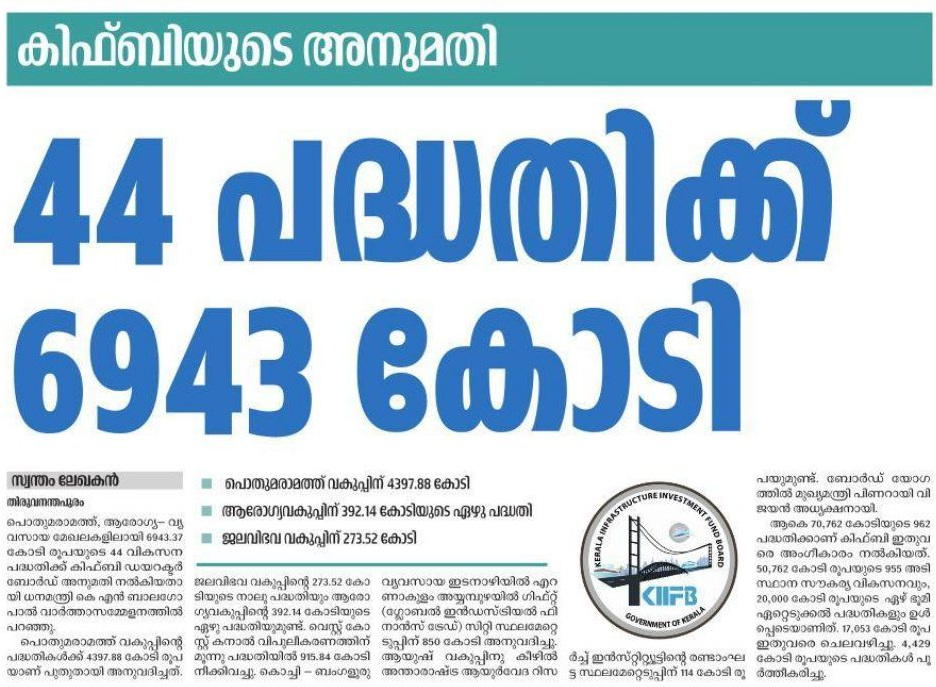 കിഫ്ബിയുടെ അനുമതി
44 പദ്ധതിക്ക്
6943 കോടി
സ്വന്തം ലേഖകൻ
തിരുവനന്തപുരം
പൊതുമരാമത്ത്, ആരോഗ്യ– വ്യ
വസായ മേഖലകളിലായി 6943.37
കോടി രൂപയുടെ 44 വികസന
പദ്ധതിക്ക് കിഫ്ബി ഡയറക്ടർ
ബോർഡ് അനുമതി നൽകിയതാ
യി ധനമന്ത്രി കെ എൻ ബാലഗോ
പാൽ വാർത്താസമ്മേളനത്തിൽ
പറഞ്ഞു.
പൊതുമരാമത്ത് വകുപ്പിന്റെ
പദ്ധതികൾക്ക് 4397.88 കോടി രൂപ
യാണ് പുതുതായി അനുവദിച്ചത്.
പൊതുമരാമത്ത് വകുപ്പിന് 4397.88 കോടി
ആരോഗ്യവകുപ്പിന് 392.14 കോടിയുടെ ഏഴു പദ്ധതി
ജലവിഭവ വകുപ്പിന് 273.52 കോടി
ജലവിഭവ വകുപ്പിന്റെ 273.52 കോ
ടിയുടെ നാലു പദ്ധതിയും ആരോ
ഗ്യവകുപ്പിന്റെ 392.14 കോടിയുടെ
ഏഴു പദ്ധതിയുമുണ്ട്. വെസ്റ്റ് കോ
സ്റ്റ് കനാൽ വിപുലീകരണത്തിന്
മൂന്നു പദ്ധതിയിൽ 915.84 കോടി
നീക്കിവച്ചു. കൊച്ചി – ബംഗളൂരു
വ്യവസായ ഇടനാഴിയിൽ എറ
ണാകുളം അയ്യമ്പുഴയിൽ ഗിഫ്റ്റ്
(ഗ്ലോബൽ ഇൻഡസ്ട്രിയൽ ഫി
നാൻസ് ട്രേഡ്) സിറ്റി സ്ഥലമേറ്റെ
ടുപ്പിന് 850 കോടി അനുവദിച്ചു.
ആയുഷ് വകുപ്പിനു കീഴിൽ
അന്താരാഷ്ട്ര ആയുർവേദ റിസ
KERALA INFRASTRUCTURE INVESTMENT FUND BOARD
KIIFB
GOVERNMENT OF KERALA
ർച്ച് ഇൻസ്റ്റിറ്റ്യൂട്ടിന്റെ രണ്ടാംഘ
ട്ട സ്ഥലമേറ്റെടുപ്പിന് 114 കോടി രൂ
പയുമുണ്ട്. ബോർഡ് യോഗ
ത്തിൽ മുഖ്യമന്ത്രി പിണറായി വി
ജയൻ അധ്യക്ഷനായി.
ആകെ 70,762 കോടിയുടെ 962
പദ്ധതിക്കാണ് കിഫ്ബി ഇതുവ
രെ അംഗീകാരം നൽകിയത്.
50,762 കോടി രൂപയുടെ 955 അടി
സ്ഥാന സൗകര്യ വികസനവും,
20,000 കോടി രൂപയുടെ ഏഴ് ഭൂമി
ഏറ്റെടുക്കൽ പദ്ധതികളും ഉൾ
പ്പെടെയാണിത്. 17,053 കോടി രൂപ
ഇതുവരെ ചെലവഴിച്ചു. 4,429
കോടി രൂപയുടെ പദ്ധതികൾ പൂ
ർത്തീകരിച്ചു.